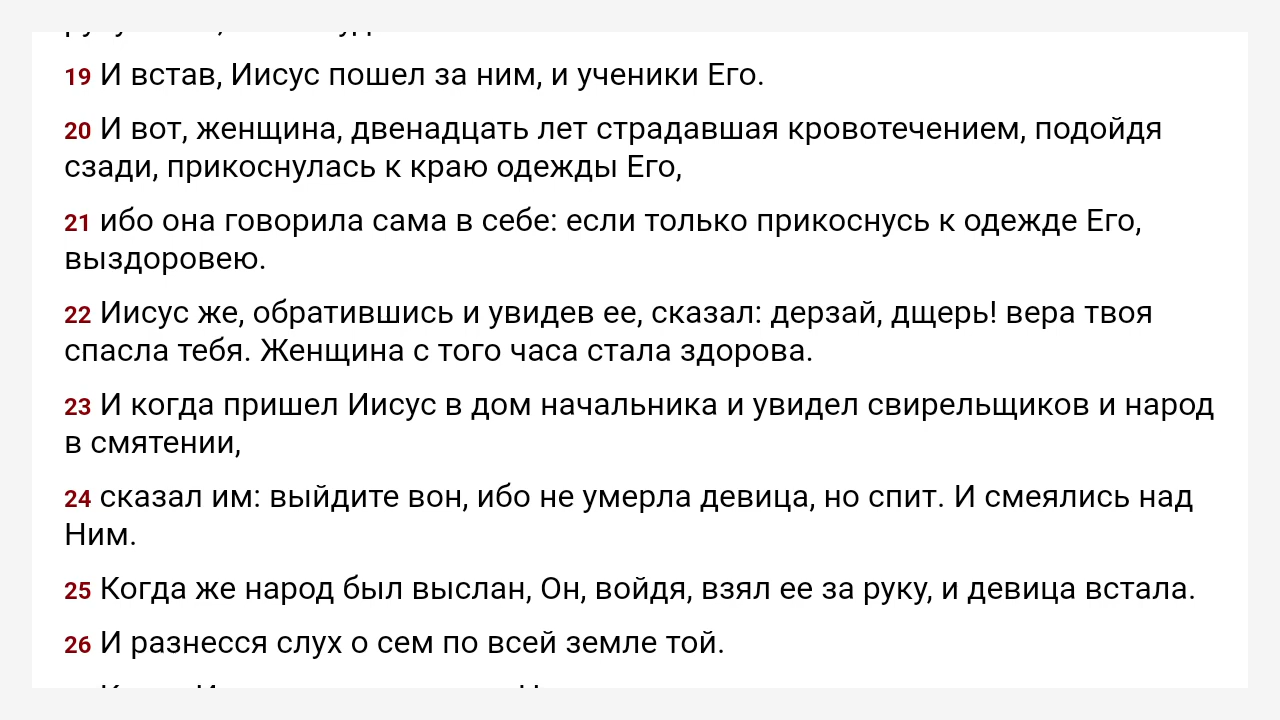 19 И встав, Иисус пошел за ним, и ученики Его.
20 И вот, женщина, двенадцать лет страдавшая кровотечением, подойдя
сзади, прикоснулась к краю одежды Его,
21 ибо она говорила сама в себе: если только прикоснусь к одежде Его,
выздоровею.
22 Иисус же, обратившись и увидев ее, сказал: дерзай, дщерь! вера твоя
спасла тебя. Женщина с того часа стала здорова.
23 И когда пришел Иисус в дом начальника и увидел свирельщиков и народ
в смятении,
24 сказал им: выйдите вон, ибо не умерла девица, но спит. И смеялись над
Ним.
25 Когда же народ был выслан, Он, войдя, взял ее за руку, и девица встала.
26 И разнесся слух о сем по всей земле той.